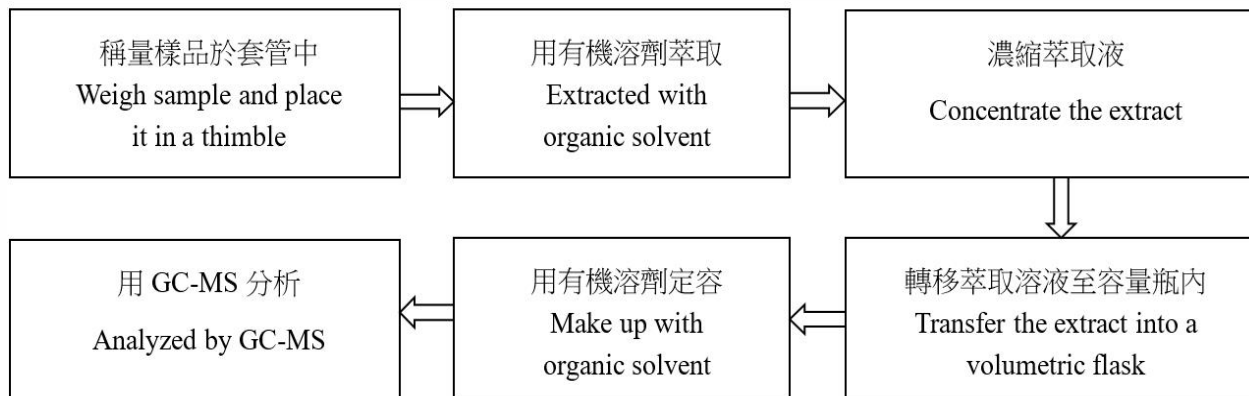 稱量樣品於套管中
Weigh sample and place
it in a thimble
用有機溶劑萃取
Extracted with
organic solvent
濃縮萃取液
Concentrate the extract
轉移萃取溶液至容量瓶內
Transfer the extract into a
volumetric flask
用有機溶劑定容
Make up with
organic solvent
用 GC-MS 分析
Analyzed by GC-MS